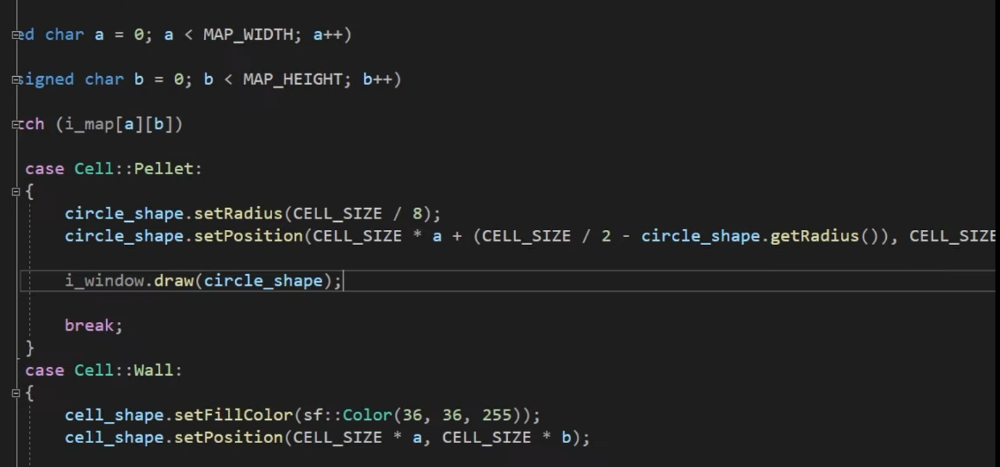 ed char a = 0; a < MAP_WIDTH; a++)
signed char b = 0; b < MAP_HEIGHT; b++)
tch (i_map[a][b])
case Cell::Pellet:
{
circle_shape.setRadius(CELL_SIZE / 8);
circle_shape.setPosition(CELL_SIZE * a + (CELL_SIZE / 2 - circle_shape.getRadius()), CELL_SIZE
i_window.draw(circle_shape);
break;
}
case Cell::Wall:
{
cell_shape.setFillColor(sf::Color(36, 36, 255));
cell_shape.setPosition(CELL_SIZE * a, CELL_SIZE * b);